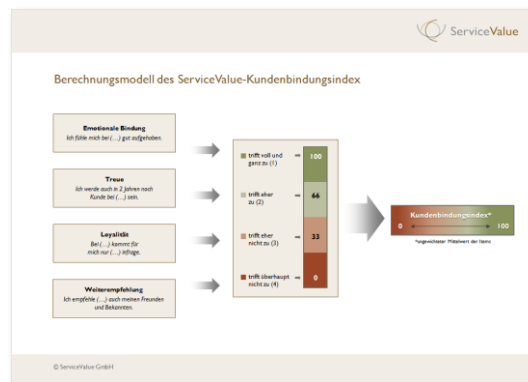 ServiceValue
Berechnungsmodell des ServiceValue-Kundenbindungsindex
Emotionale Bindung
Ich fühle mich bei (...) gut aufgehoben.
Treue
Ich werde auch in 2 Jahren noch
Kunde bei (...) sein.
Loyalität
Bei (...) kommt für
mich nur (...) infrage.
Weiterempfehlung
Ich empfehle (...) auch meinen Freunden
und Bekannten.
trifft voll und
ganz zu (1)
100
trifft eher
zu (2)
66
trifft eher
nicht zu (3)
33
trifft überhaupt
nicht zu (4)
0
Kundenbindungsindex*
0
100
*ungewichteter Mittelwert der Items
© ServiceValue GmbH